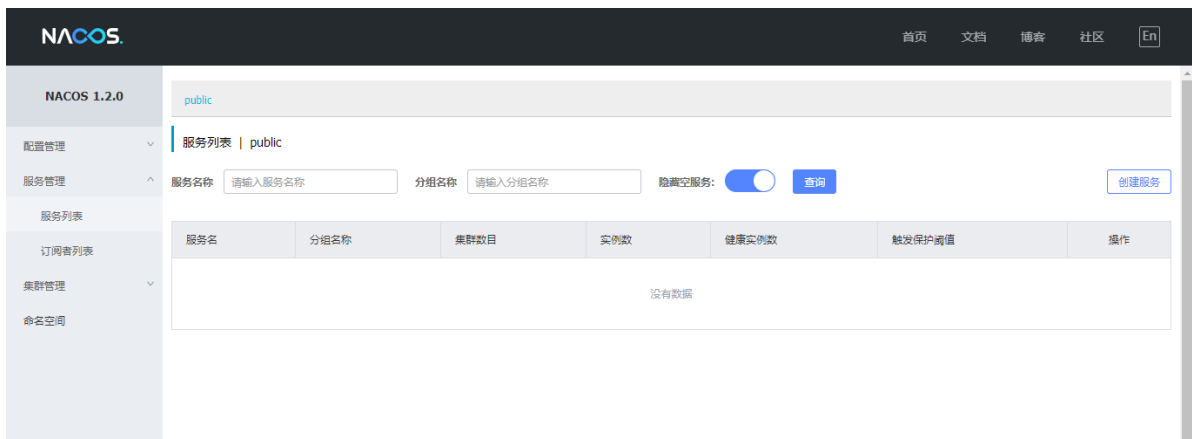 NACOS. 首页 文档 博客 社区 En
NACOS 1.2.0
public
配置管理
服务列表 | public
服务管理
服务名称 请输入服务名称 分组名称 请输入分组名称 隐藏空服务: 查询 创建服务
服务列表
订阅者列表
服务名 分组名称 集群数目 实例数 健康实例数 触发保护阈值 操作
集群管理
没有数据
命名空间